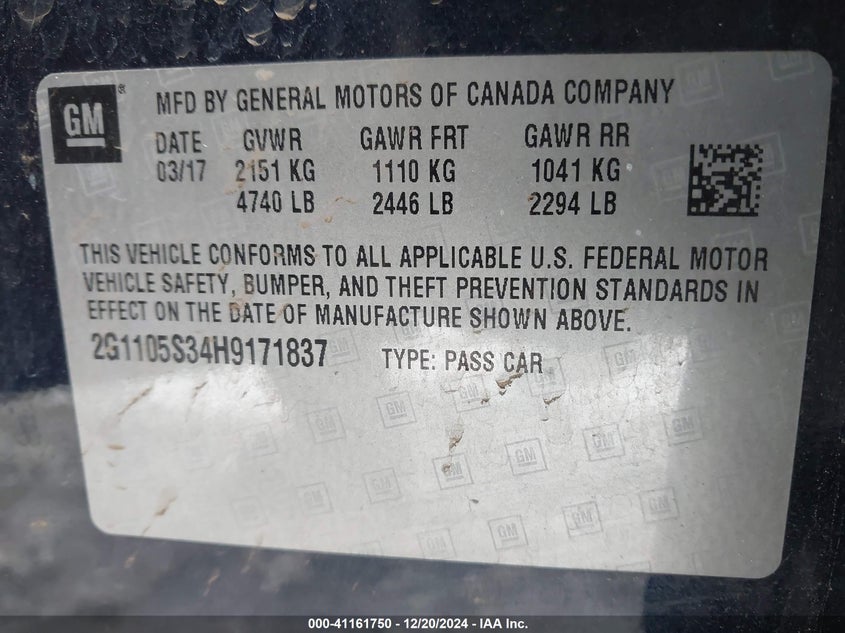 GM® MFD BY GENERAL MOTORS OF CANADA COMPANY
DATE GVWR GAWR FRT GAWR RR
03/17 2151 KG 1110 KG 1041 KG
4740 LB 2446 LB 2294 LB
THIS VEHICLE CONFORMS TO ALL APPLICABLE U.S. FEDERAL MOTOR
VEHICLE SAFETY, BUMPER, AND THEFT PREVENTION STANDARDS IN
EFFECT ON THE DATE OF MANUFACTURE SHOWN ABOVE.
2G1105S34H9171837 TYPE: PASS CAR
000-41161750 – 12/20/2024 - IAA Inc.